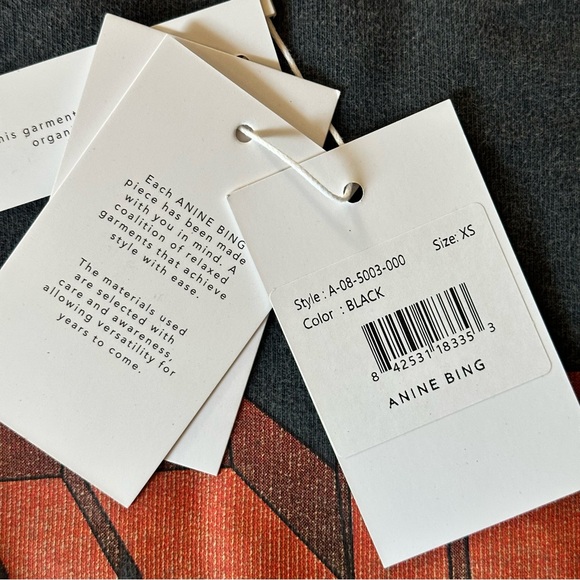 his garment
organ
Each ANINE BING
piece has been made
with you in mind. A
coalition of relaxed
garments that achieve
style with ease.
The materials used
are selected with
care and awareness,
allowing versatility for
years to come.
Style : A-08-5003-000 Size: XS
Color : BLACK
8 42531 18335 3
ANINE BING